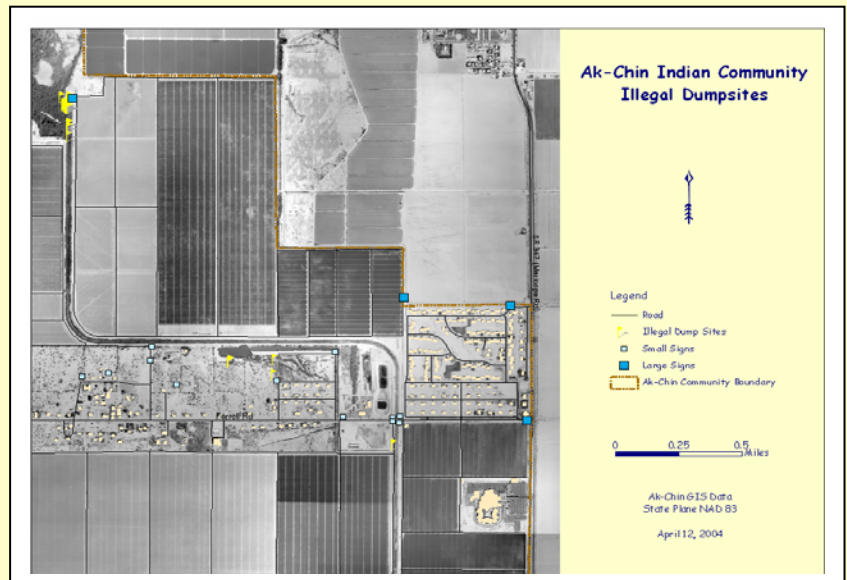 Ak-Chin Indian Community
Illegal Dumpsites
Legend
Road
Illegal Dump Sites
Small Signs
Large Signs
Ak-Chin Community Boundary
0 0.25 0.5
Miles
Ak-Chin GIS Data
State Plane NAD 83
April 12, 2004
Farrell Rd